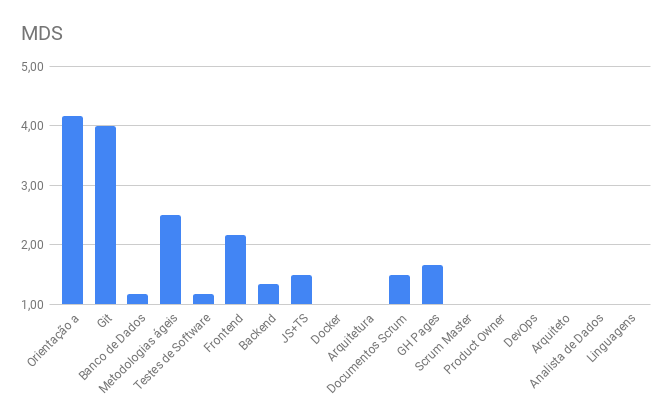 MDS
5,00
4,00
3,00
2,00
1,00
Orientação a
Git
Banco de Dados
Metodologias ágeis
Testes de Software
Frontend
Backend
JS+TS
Docker
Arquitetura
Documentos Scrum
GH Pages
Scrum Master
Product Owner
DevOps
Arquiteto
Analista de Dados
Linguagens